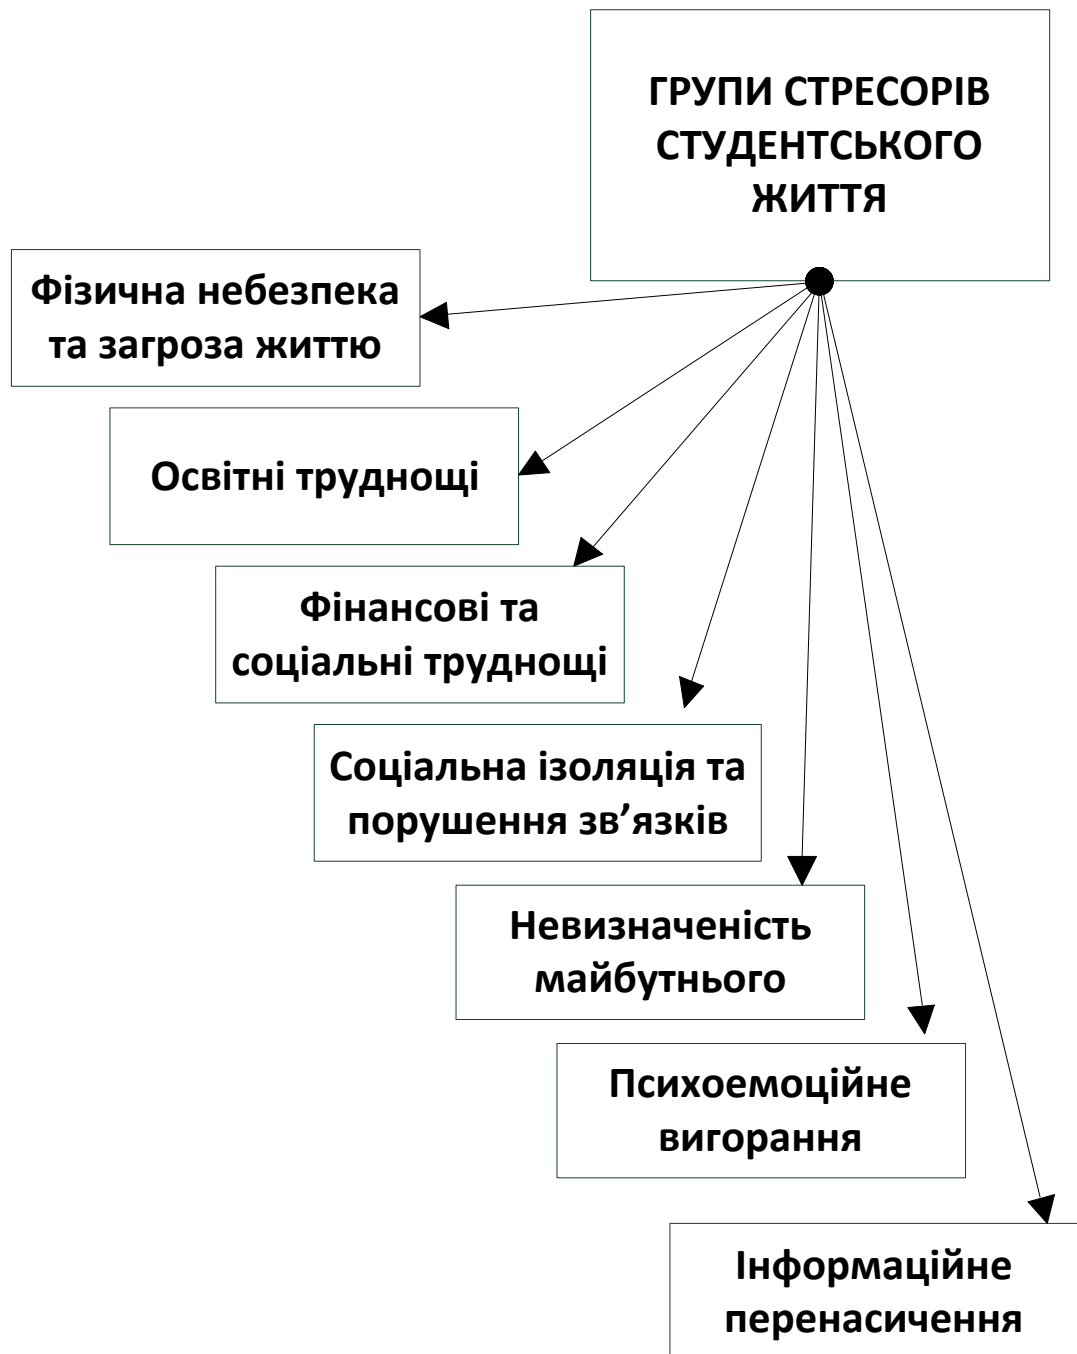 ГРУПИ СТРЕСОРІВ
СТУДЕНТСЬКОГО
ЖИТТЯ
Фізична небезпека
та загроза життю
Освітні труднощі
Фінансові та
соціальні труднощі
Соціальна ізоляція та
порушення зв’язків
Невизначеність
майбутнього
Психоемоційне
вигорання
Інформаційне
перенасичення